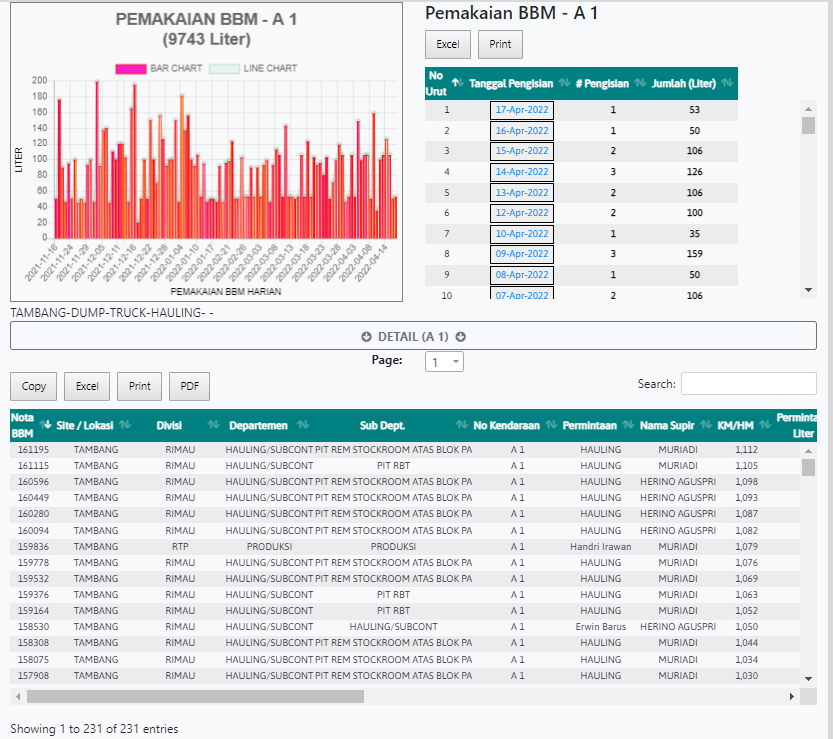 PEMAKAIAN BBM - A 1
(9743 Liter)
BAR CHART LINE CHART
200
180
160
140
120
100
80
60
40
20
0
LITER
2021-11-18 2021-11-24 2021-11-29 2021-12-05 2021-12-11 2021-12-16 2021-12-22 2021-12-28 2022-01-04 2022-01-10 2022-01-17 2022-02-21 2022-02-26 2022-03-03 2022-03-08 2022-03-13 2022-03-18 2022-03-23 2022-03-28 2022-04-03 2022-04-08 2022-04-14
PEMAKAIAN BBM HARIAN
Pemakaian BBM - A 1
Excel Print
No Urut Tanggal Pengisian # Pengisian Jumlah (Liter)
1 17-Apr-2022 1 53
2 16-Apr-2022 1 50
3 15-Apr-2022 2 106
4 14-Apr-2022 3 126
5 13-Apr-2022 2 106
6 12-Apr-2022 2 100
7 10-Apr-2022 1 35
8 09-Apr-2022 3 159
9 08-Apr-2022 1 50
10 07-Apr-2022 2 106
TAMBANG-DUMP-TRUCK-HAULING- -
DETAIL (A 1)
Page: 1
Copy Excel Print PDF Search:
Nota BBM Site / Lokasi Divisi Departemen Sub Dept. No Kendaraan Permintaan Nama Supir KM/HM Perminta Liter
161195 TAMBANG RIMAU HAULING/SUBCONT PIT REM STOCKROOM ATAS BLOK PA A 1 HAULING MURIADI 1,112
161115 TAMBANG RIMAU HAULING/SUBCONT PIT RBT A 1 HAULING MURIADI 1,105
160596 TAMBANG RIMAU HAULING/SUBCONT PIT REM STOCKROOM ATAS BLOK PA A 1 HAULING HERINO AGUSPRI 1,098
160449 TAMBANG RIMAU HAULING/SUBCONT PIT REM STOCKROOM ATAS BLOK PA A 1 HAULING HERINO AGUSPRI 1,093
160280 TAMBANG RIMAU HAULING/SUBCONT PIT REM STOCKROOM ATAS BLOK PA A 1 HAULING HERINO AGUSPRI 1,087
160094 TAMBANG RIMAU HAULING/SUBCONT PIT REM STOCKROOM ATAS BLOK PA A 1 HAULING HERINO AGUSPRI 1,082
159836 TAMBANG RTP PRODUKSI PRODUKSI A 1 Handri Irawan MURIADI 1,079
159778 TAMBANG RIMAU HAULING/SUBCONT PIT REM STOCKROOM ATAS BLOK PA A 1 HAULING MURIADI 1,076
159532 TAMBANG RIMAU HAULING/SUBCONT PIT REM STOCKROOM ATAS BLOK PA A 1 HAULING MURIADI 1,069
159376 TAMBANG RIMAU HAULING/SUBCONT PIT RBT A 1 HAULING MURIADI 1,063
159164 TAMBANG RIMAU HAULING/SUBCONT PIT RBT A 1 HAULING MURIADI 1,052
158530 TAMBANG RIMAU HAULING/SUBCONT HAULING/SUBCONT A 1 Erwin Barus HERINO AGUSPRI 1,050
158308 TAMBANG RIMAU HAULING/SUBCONT PIT REM STOCKROOM ATAS BLOK PA A 1 HAULING MURIADI 1,044
158075 TAMBANG RIMAU HAULING/SUBCONT PIT REM STOCKROOM ATAS BLOK PA A 1 HAULING MURIADI 1,034
157908 TAMBANG RIMAU HAULING/SUBCONT PIT REM STOCKROOM ATAS BLOK PA A 1 HAULING MURIADI 1,030
Showing 1 to 231 of 231 entries